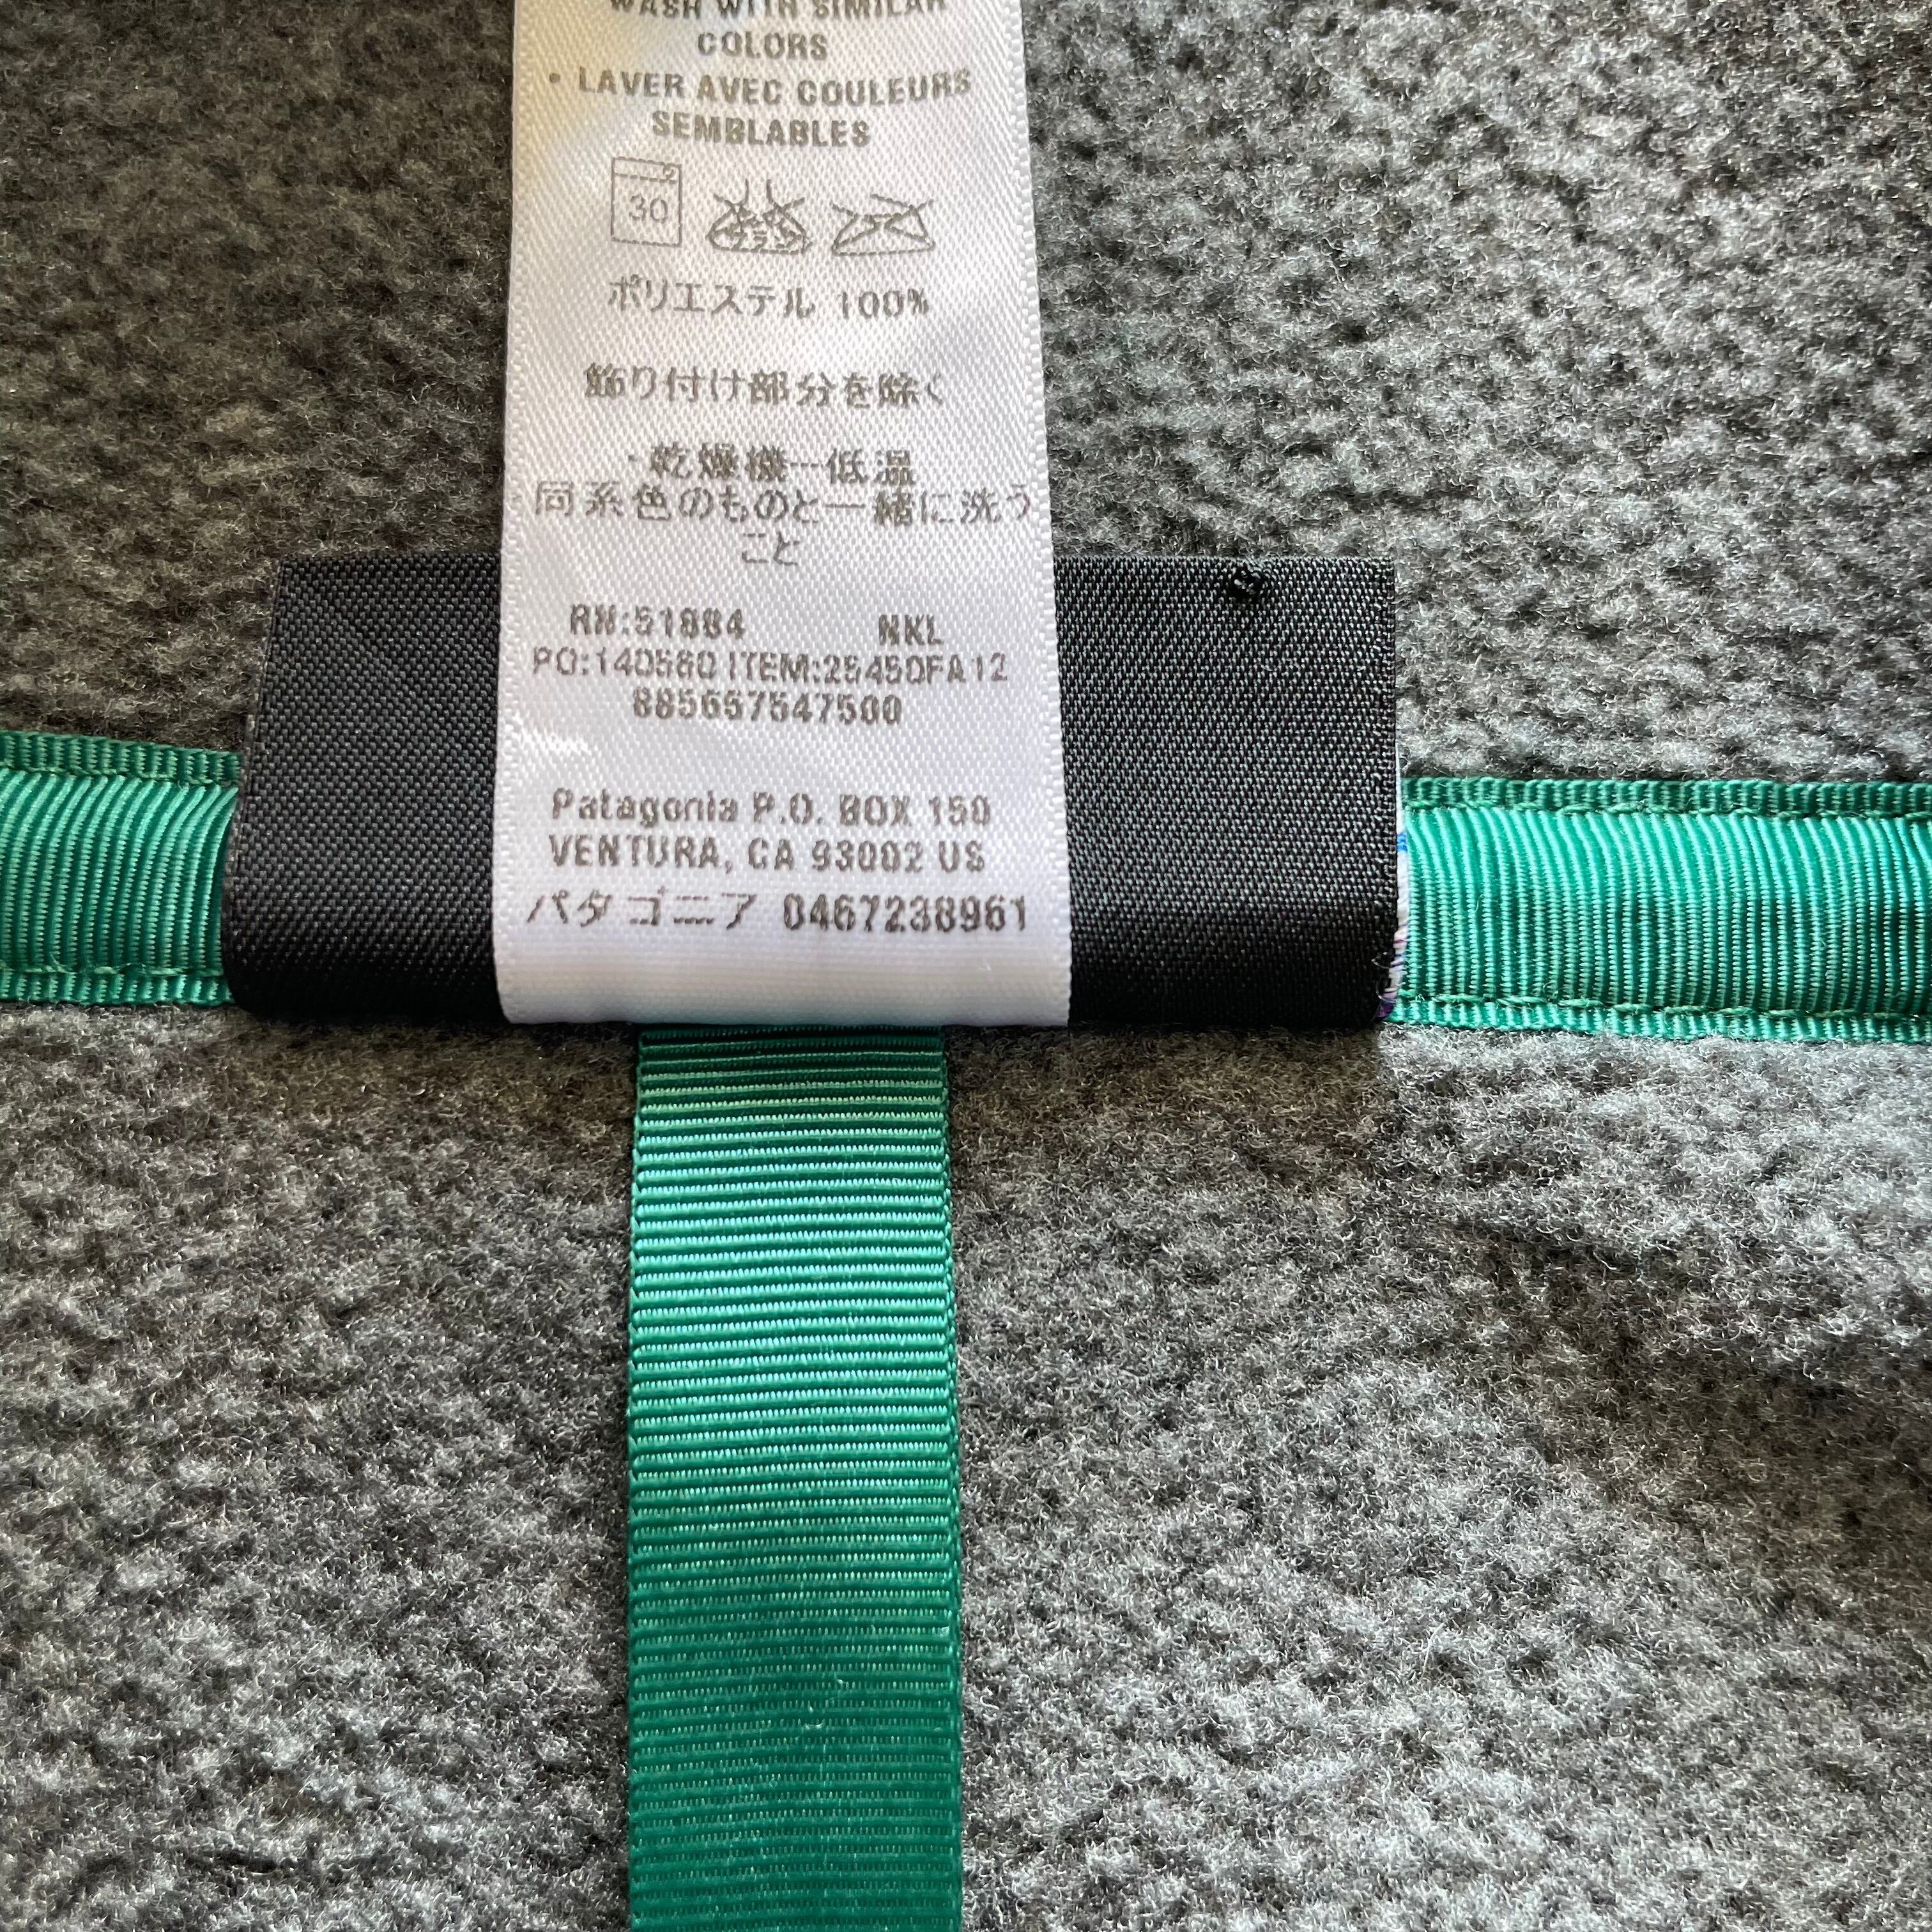 WASH WITH SIMILAR
COLORS
• LAVER AVEC COULEURS
SEMBLABLES
30
ポリエステル 100%
飾り付け部分を除く
・乾燥機---低温
同系色のものと一緒に洗う
こと
RN:51884 NKL
PO:140560 ITEM:25450FA12
885657547500
Patagonia P.O. BOX 150
VENTURA, CA 93002 US
パタゴニア 0467238961